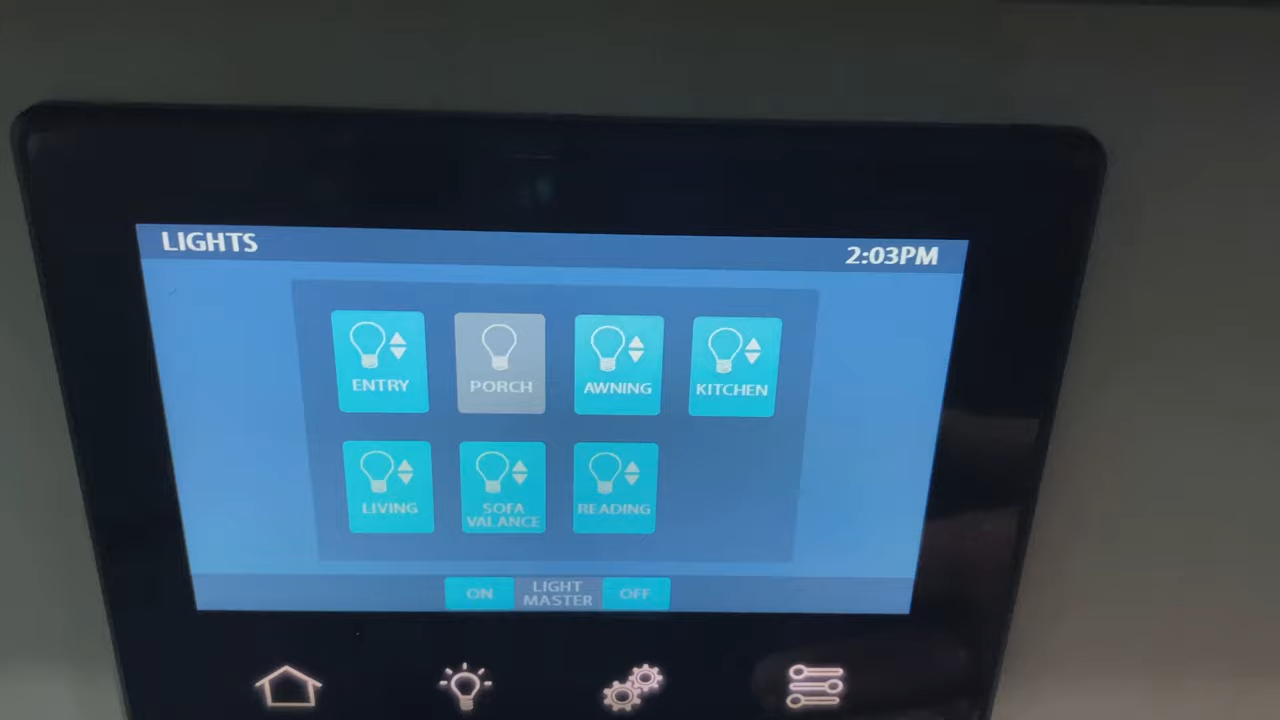 LIGHTS
2:03PM
ENTRY
PORCH
AWNING
KITCHEN
LIVING
SOFA
VALANCE
READING
ON
LIGHT
MASTER
OFF